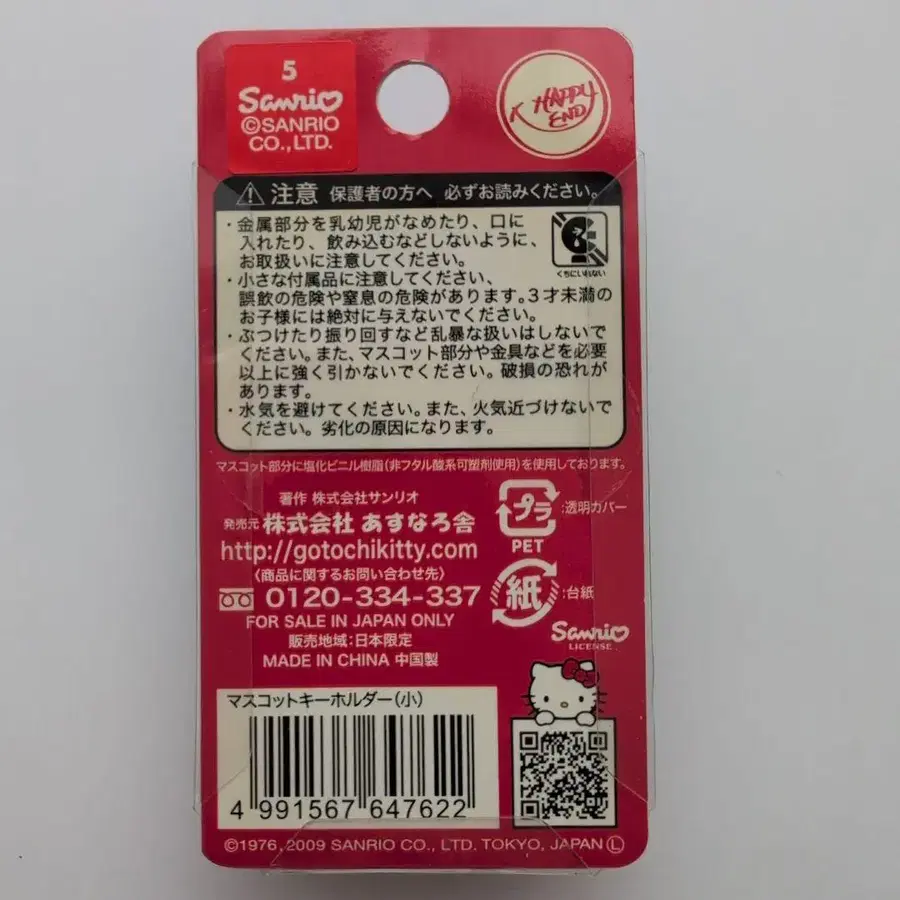 5
Sanrio
©SANRIO
CO.,LTD.
HAPPY
END
注意 保護者の方へ 必ずお読みください。
・金属部分を乳幼児がなめたり、口に
入れたり、飲み込むなどしないように、
お取扱いに注意してください。
くちにいれない
・小さな付属品に注意してください、
誤飲の危険や窒息の危険があります。3才未満の
お子様には絶対に与えないでください。
・ぶつけたり振り回すなど乱暴な扱いはしないで
ください。また、マスコット部分や金具などを必要
以上に強く引かないでください。破損の恐れが
あります。
・水気を避けてください。また、火気近づけないで
ください。劣化の原因になります。
マスコット部分に塩化ビニル樹脂(非フタル酸系可塑剤使用)を使用しております。
著作 株式会社サンリオ
発売元 株式会社 あすなろ舎
http://gotochikitty.com
〈商品に関するお問い合わせ先〉
0120-334-337
FOR SALE IN JAPAN ONLY
販売地域:日本限定
MADE IN CHINA 中国製
プラ :透明カバー
PET
紙 :台紙
Sanrio
LICENSE
マスコットキーホルダー(小)
4 991567 647622
©1976, 2009 SANRIO CO., LTD. TOKYO, JAPAN Ⓛ